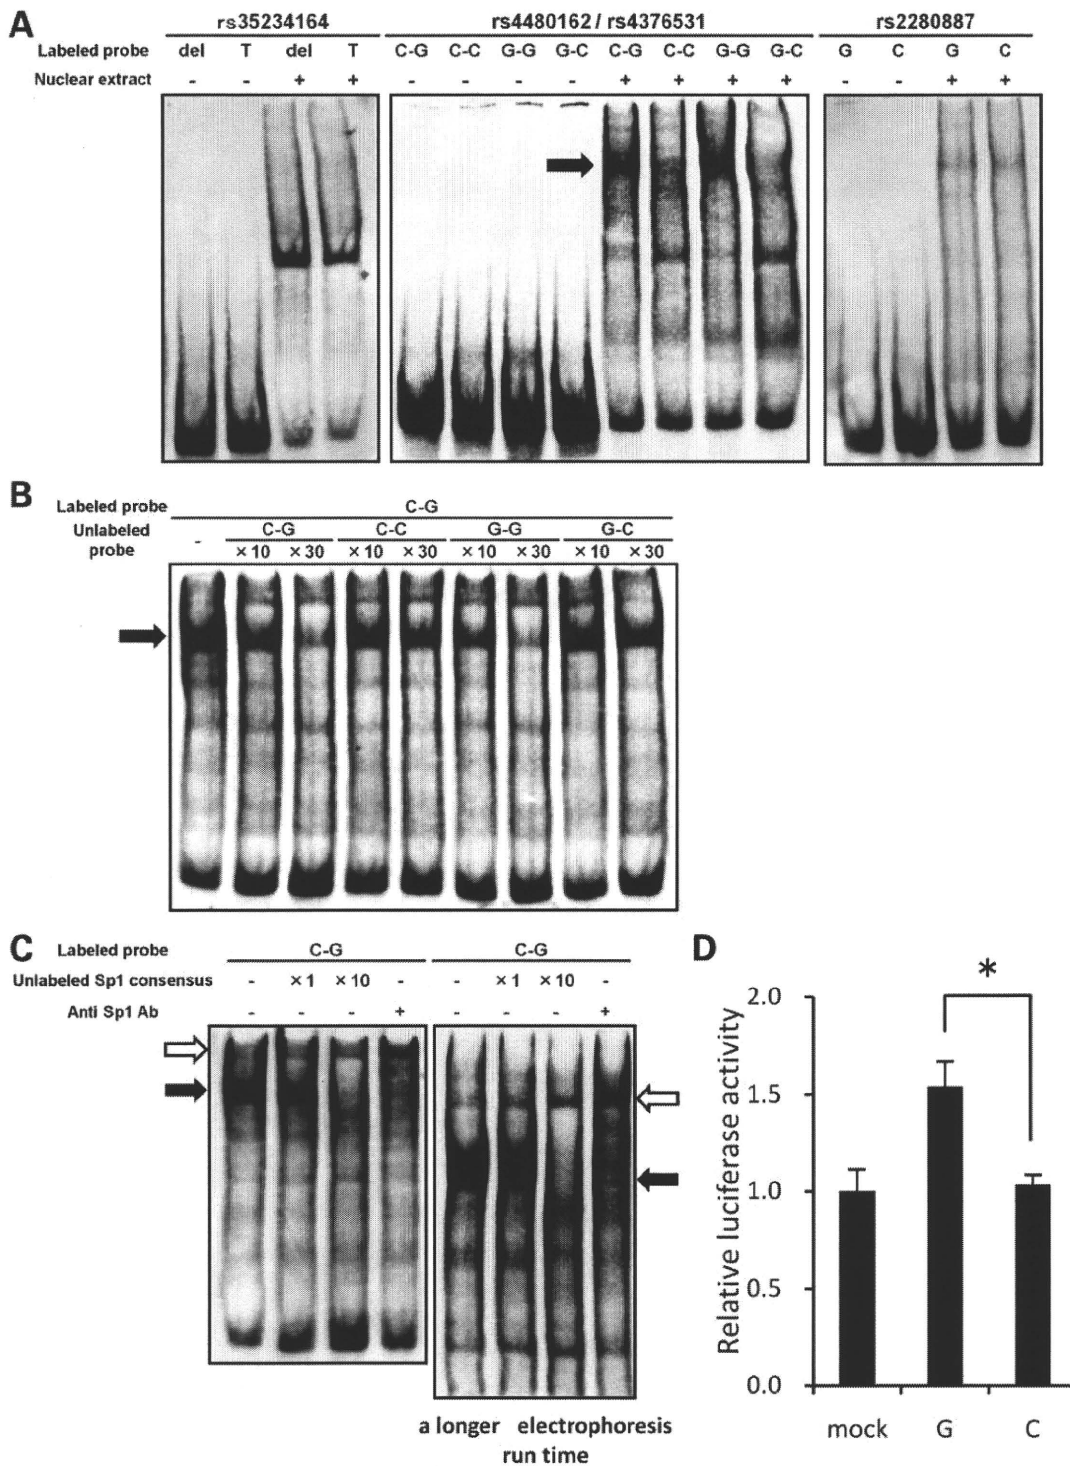 A
rs35234164 rs4480162 / rs4376531 rs2280887
Labeled probe del T del T C-G C-C G-G G-C C-G C-C G-G G-C G C G C
Nuclear extract - - + + - - - - + + + + - - + +
B
Labeled probe C-G
Unlabeled probe - C-G C-C G-G G-C
×10 ×30 ×10 ×30 ×10 ×30 ×10 ×30
C
Labeled probe C-G C-G
Unlabeled Sp1 consensus - ×1 ×10 - - ×1 ×10 -
Anti Sp1 Ab - - - + - - - +
a longer electrophoresis
run time
D
*
Relative luciferase activity
2.0
1.5
1.0
0.5
0.0
mock G C